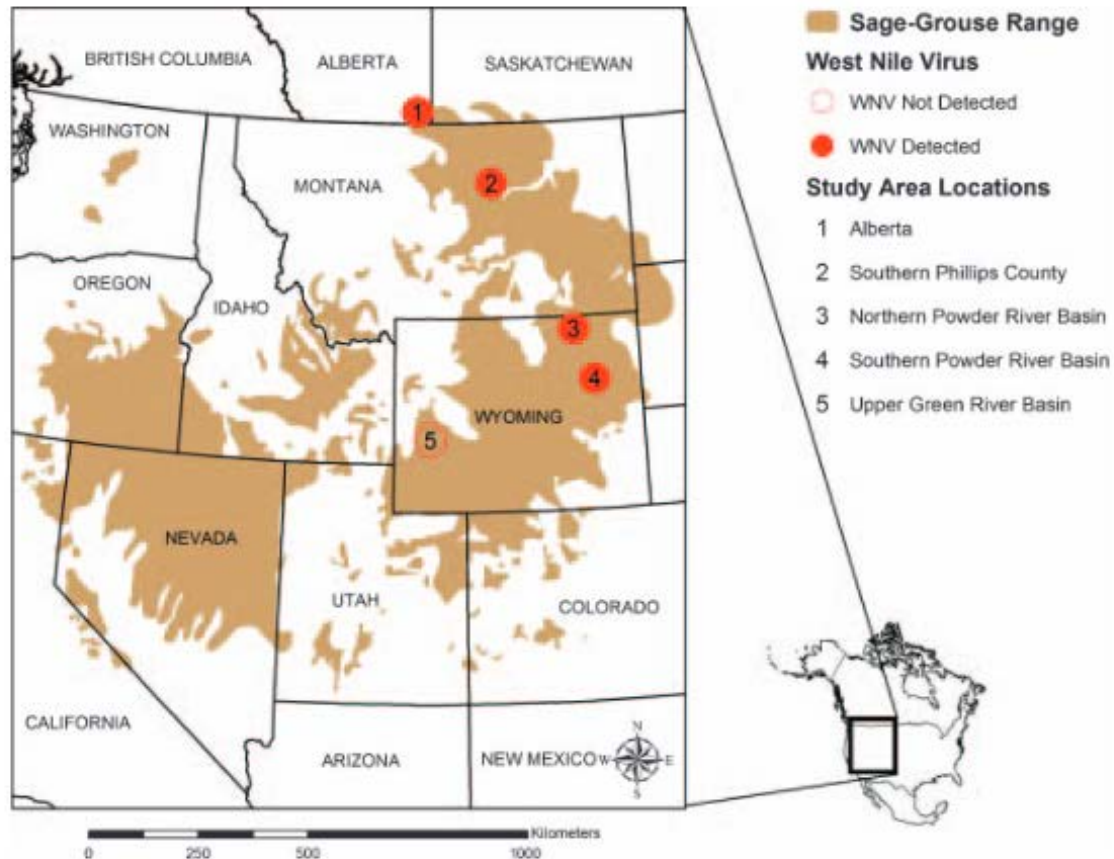 BRITISH COLUMBIA
ALBERTA
SASKATCHEWAN
1
WASHINGTON
MONTANA
2
OREGON
IDAHO
3
4
WYOMING
5
NEVADA
UTAH
COLORADO
CALIFORNIA
ARIZONA
NEW MEXICO
N
W
E
S
Kilometers
0 250 500 1000
Sage-Grouse Range
West Nile Virus
WNV Not Detected
WNV Detected
Study Area Locations
1 Alberta
2 Southern Phillips County
3 Northern Powder River Basin
4 Southern Powder River Basin
5 Upper Green River Basin